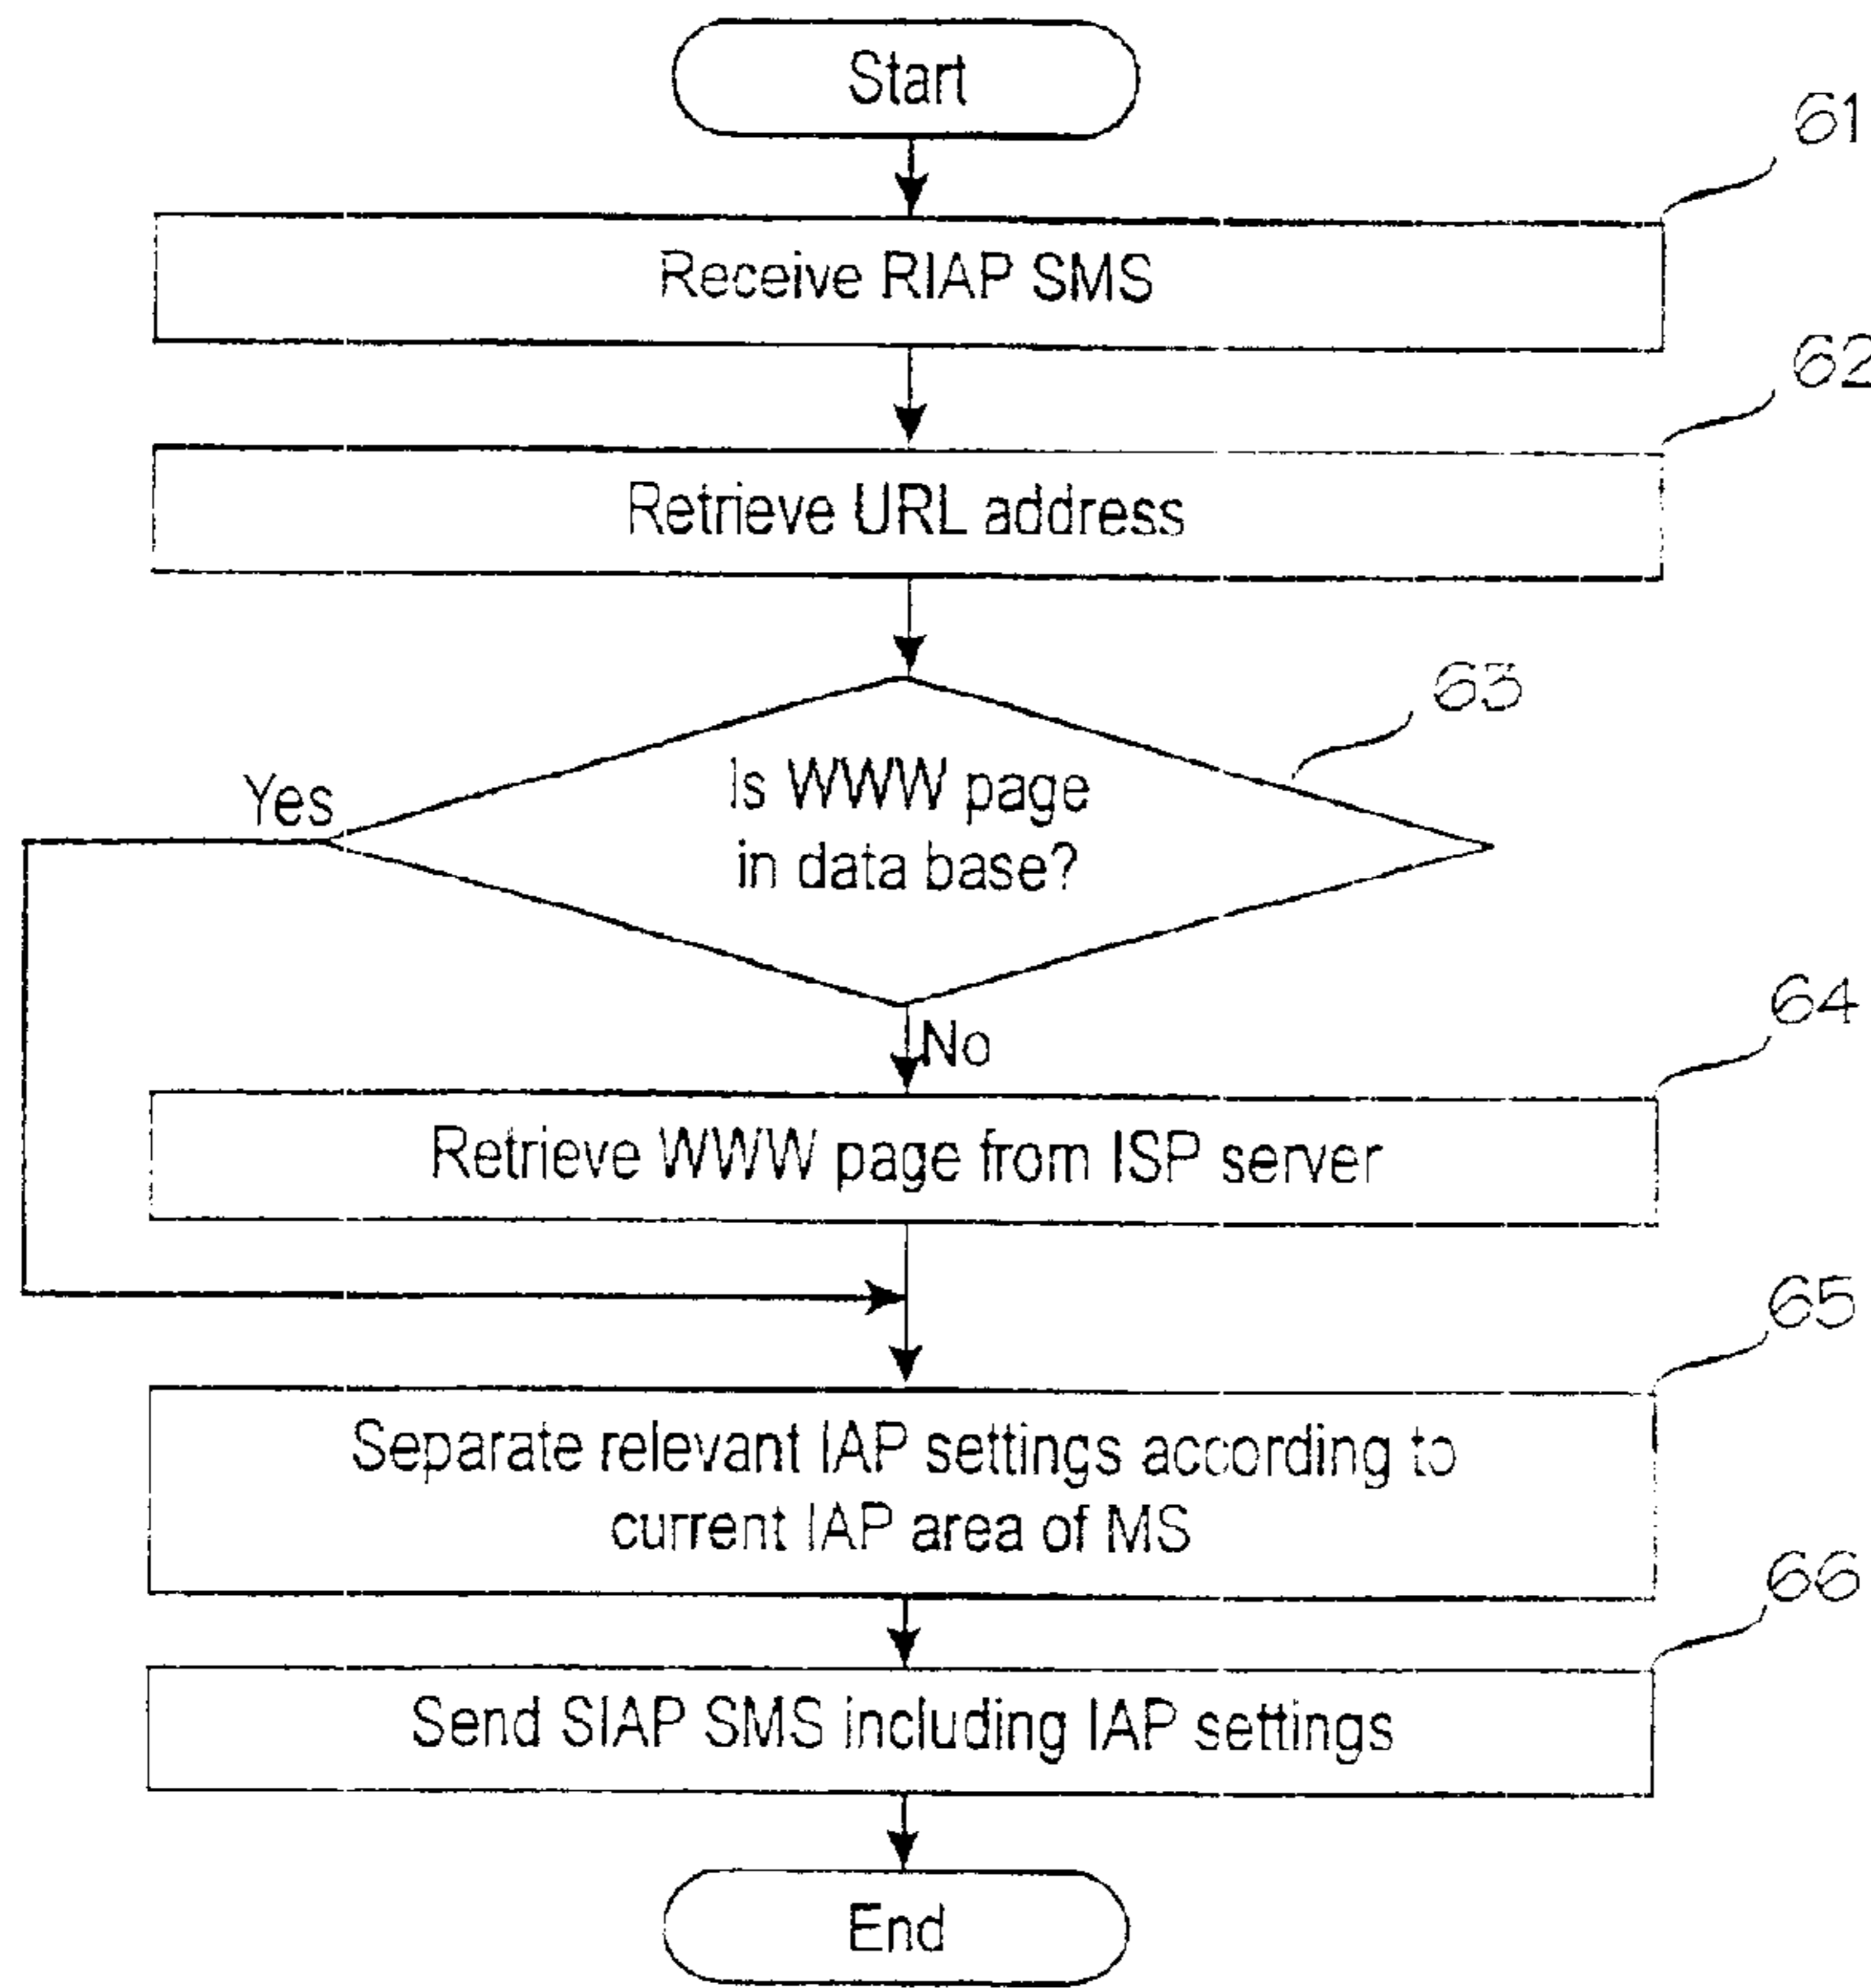 Start
61
Receive RIAP SMS
62
Retrieve URL address
63
Is WWW page
in data base?
Yes
No
64
Retrieve WWW page from ISP server
65
Separate relevant IAP settings according to
current IAP area of MS
66
Send SIAP SMS including IAP settings
End